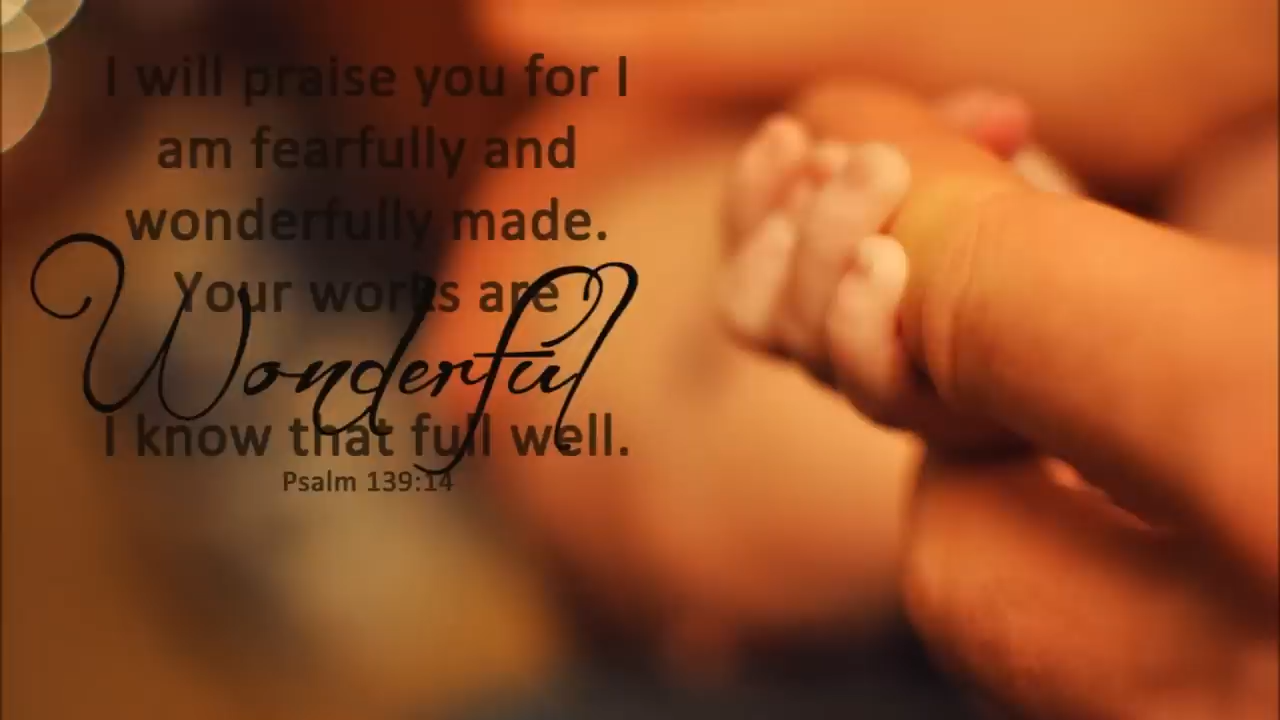 I will praise you for I
am fearfully and
wonderfully made.
Your works are
Wonderful
I know that full well.
Psalm 139:14